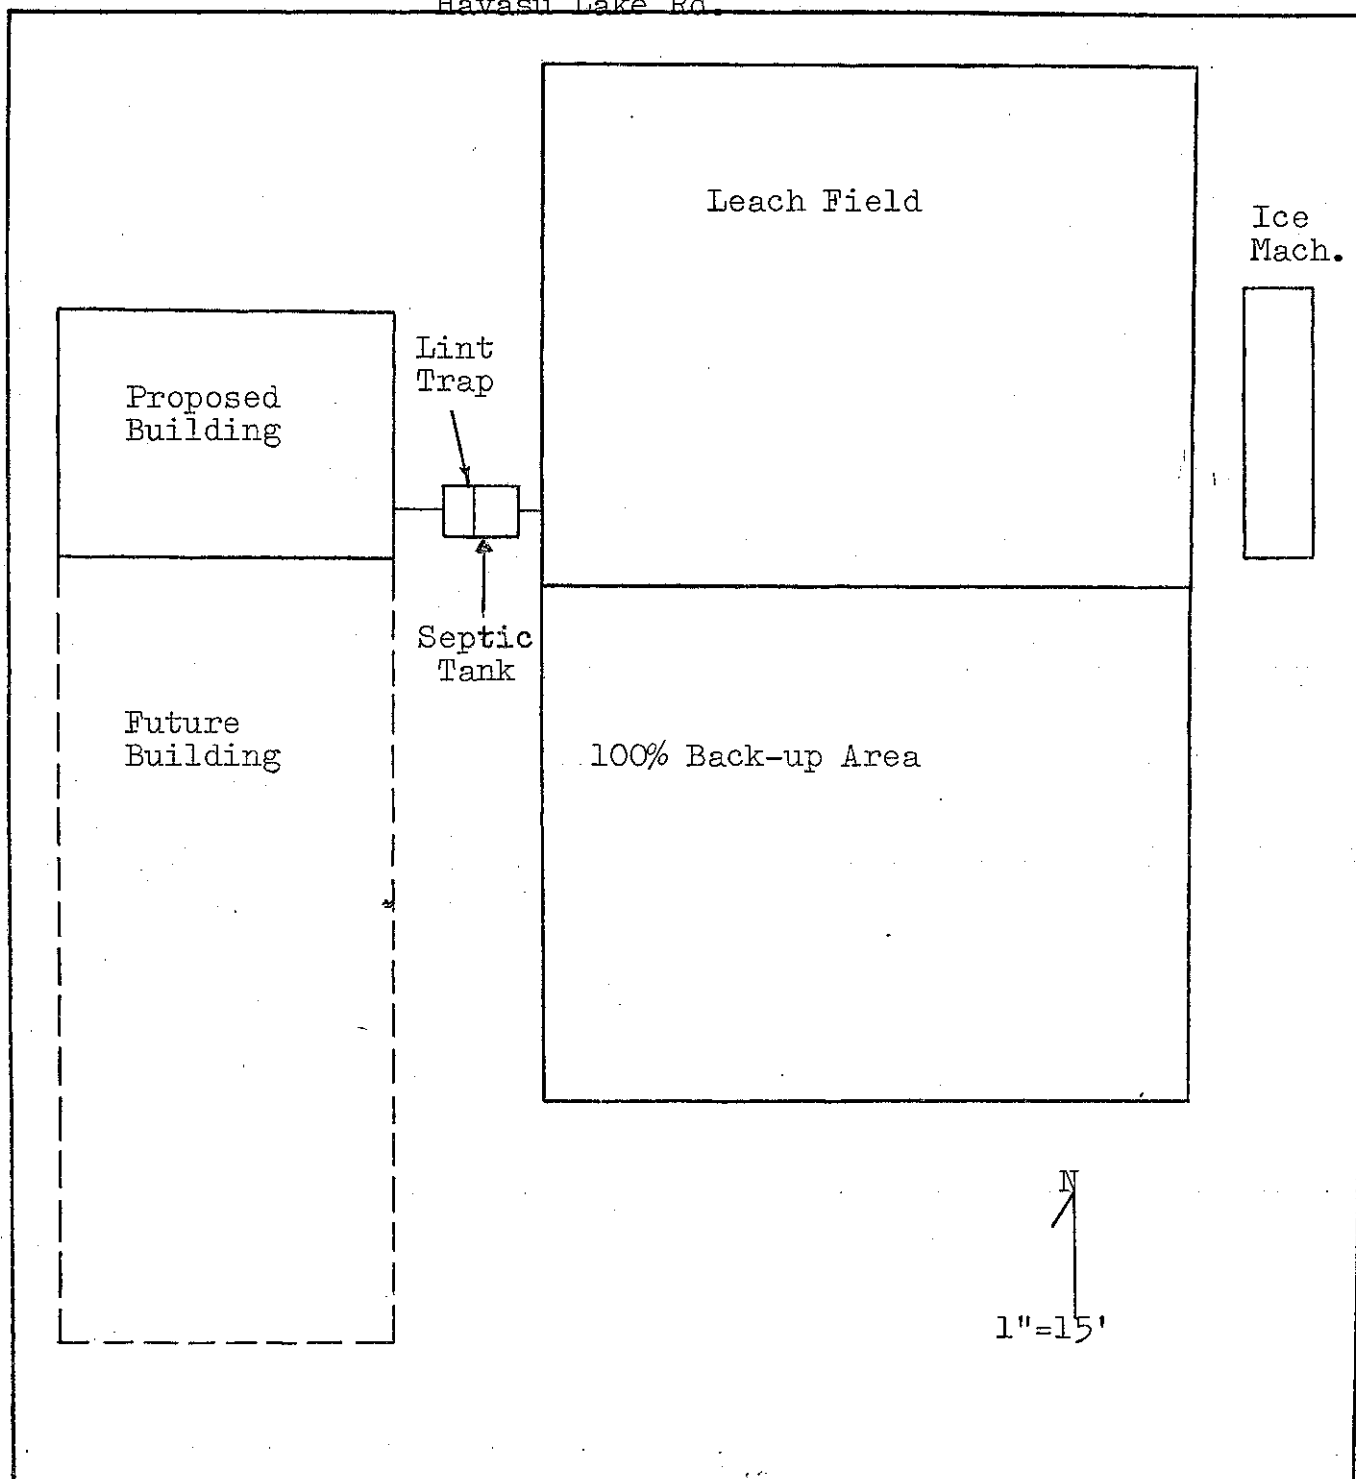 Havasu Lake Rd.
Leach Field
Ice
Mach.
Lint
Trap
Proposed
Building
Septic
Tank
Future
Building
100% Back-up Area
N
1"=15'